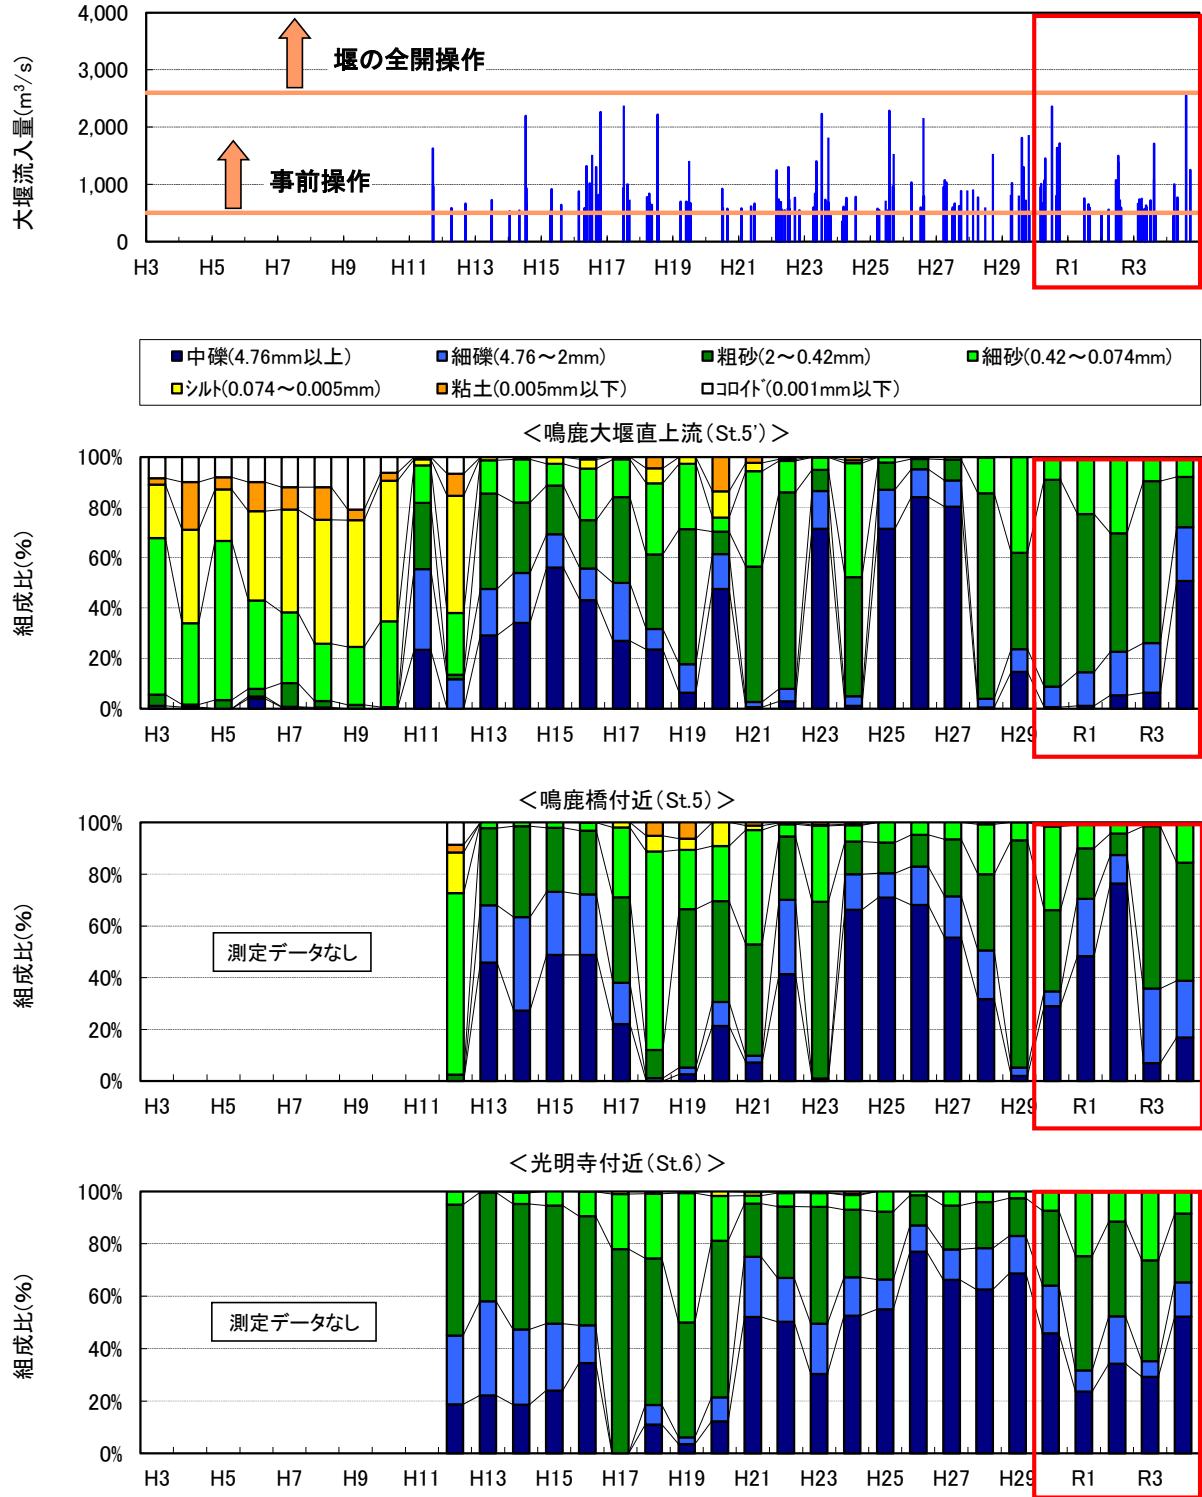 大堰流入量(m³/s)
4,000
3,000
2,000
1,000
0
堰の全開操作
事前操作
H3 H5 H7 H9 H11 H13 H15 H17 H19 H21 H23 H25 H27 H29 R1 R3
中礫(4.76mm以上) 細礫(4.76～2mm) 粗砂(2～0.42mm) 細砂(0.42～0.074mm)
シルト(0.074～0.005mm) 粘土(0.005mm以下) コロイド(0.001mm以下)
＜鳴鹿大堰直上流(St.5')＞
組成比(%)
100%
80%
60%
40%
20%
0%
H3 H5 H7 H9 H11 H13 H15 H17 H19 H21 H23 H25 H27 H29 R1 R3
＜鳴鹿橋付近(St.5)＞
組成比(%)
100%
80%
60%
40%
20%
0%
測定データなし
H3 H5 H7 H9 H11 H13 H15 H17 H19 H21 H23 H25 H27 H29 R1 R3
＜光明寺付近(St.6)＞
組成比(%)
100%
80%
60%
40%
20%
0%
測定データなし
H3 H5 H7 H9 H11 H13 H15 H17 H19 H21 H23 H25 H27 H29 R1 R3